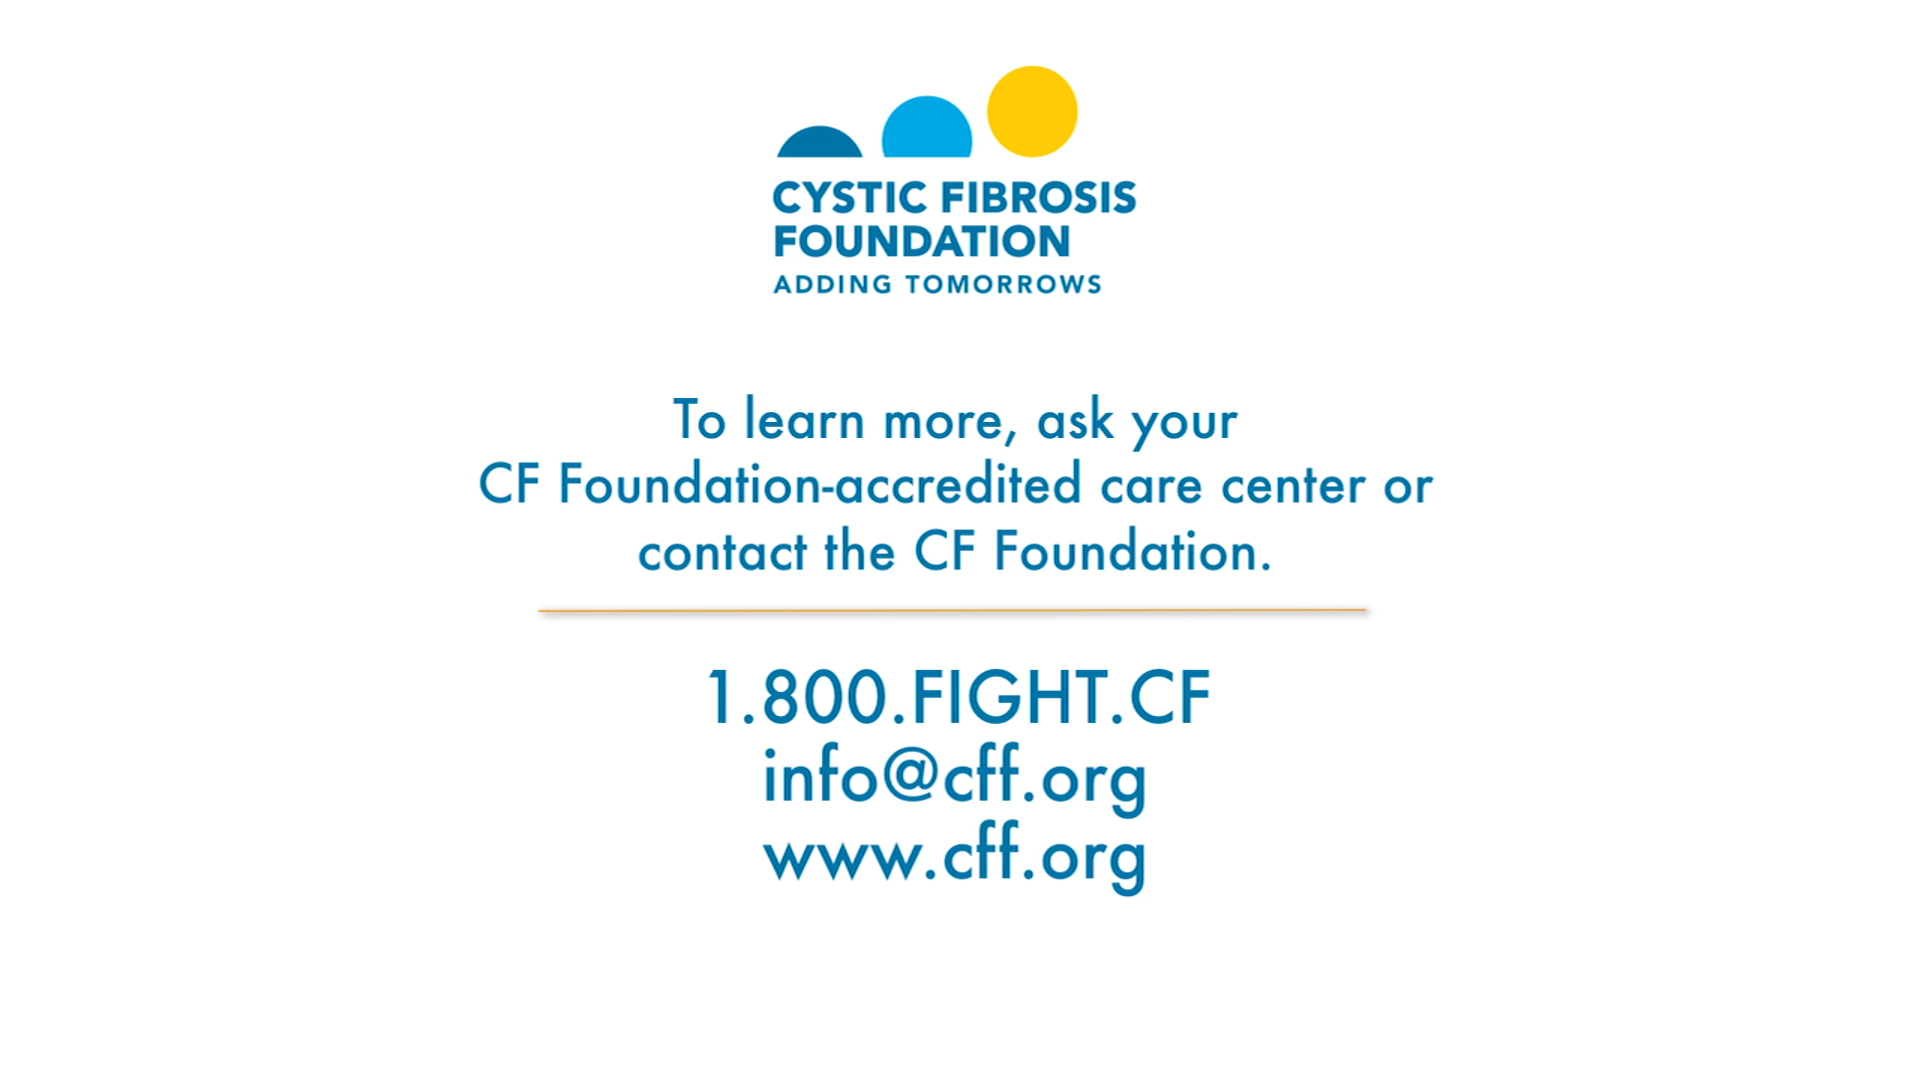 CYSTIC FIBROSIS
FOUNDATION
ADDING TOMORROWS
To learn more, ask your
CF Foundation-accredited care center or
contact the CF Foundation.
1.800.FIGHT.CF
info@cff.org
www.cff.org